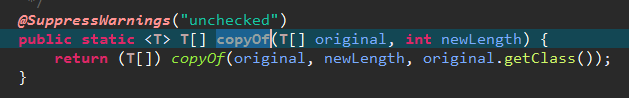 */
@SuppressWarnings("unchecked")
public static <T> T[] copyOf(T[] original, int newLength) {
return (T[]) copyOf(original, newLength, original.getClass());
}